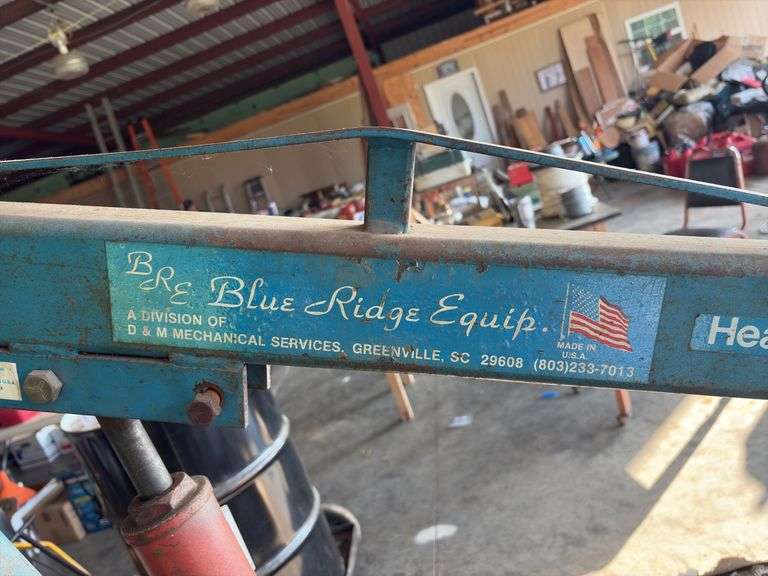 BRE Blue Ridge Equip.
A DIVISION OF
D & M MECHANICAL SERVICES, GREENVILLE, SC 29608 (803)233-7013
MADE IN
U.S.A.
Hea